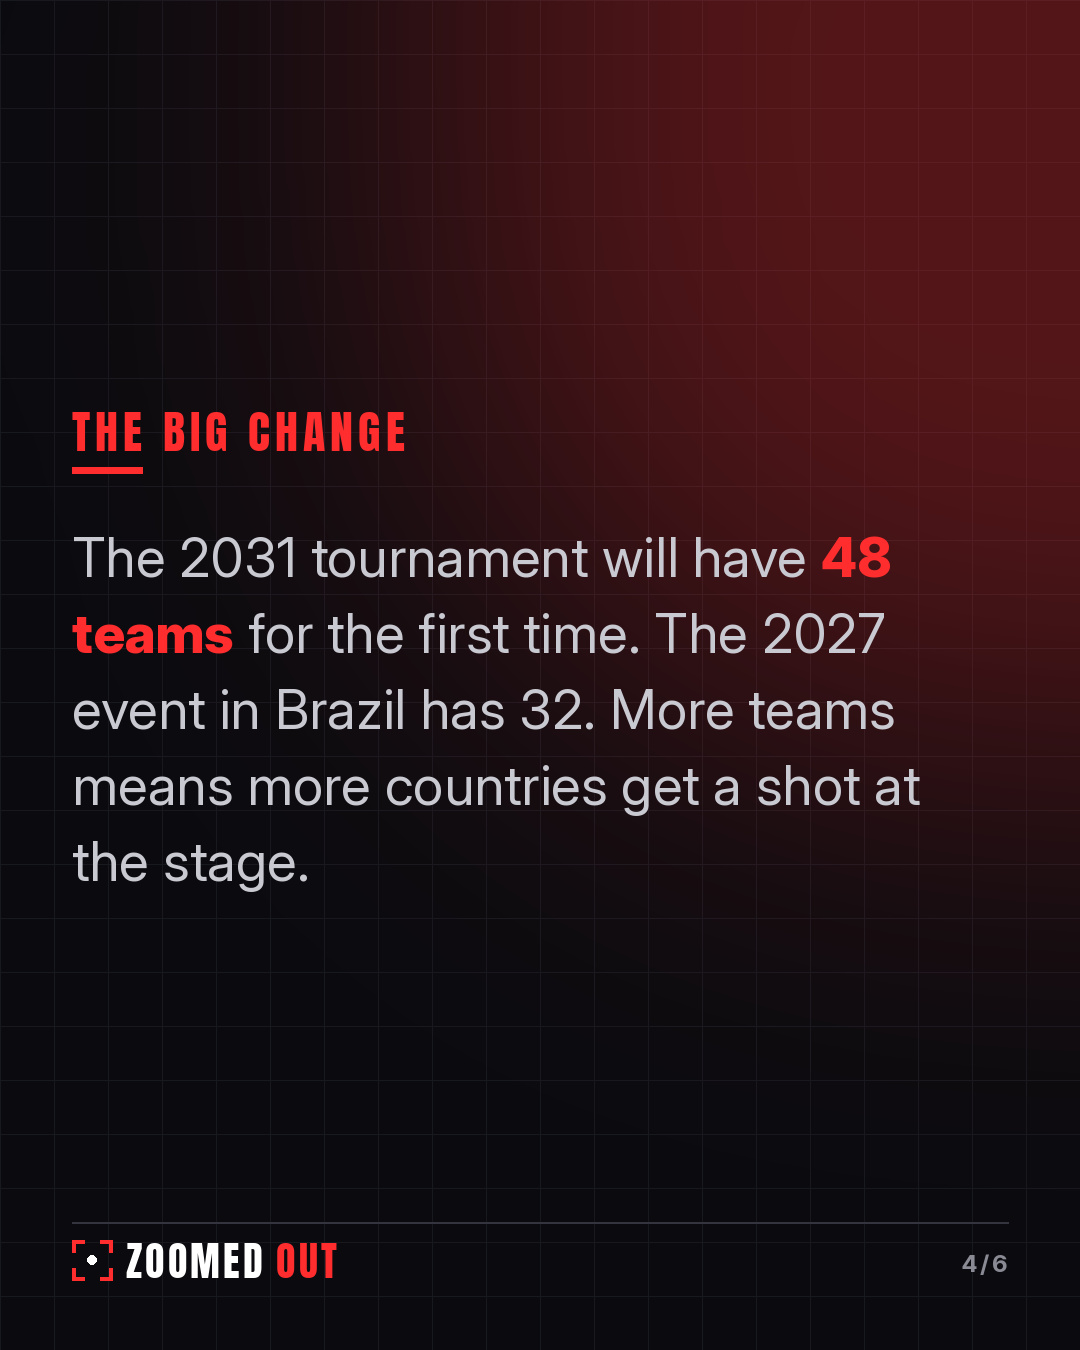 THE BIG CHANGE
The 2031 tournament will have 48
teams for the first time. The 2027
event in Brazil has 32. More teams
means more countries get a shot at
the stage.
ZOOMED OUT
4/6